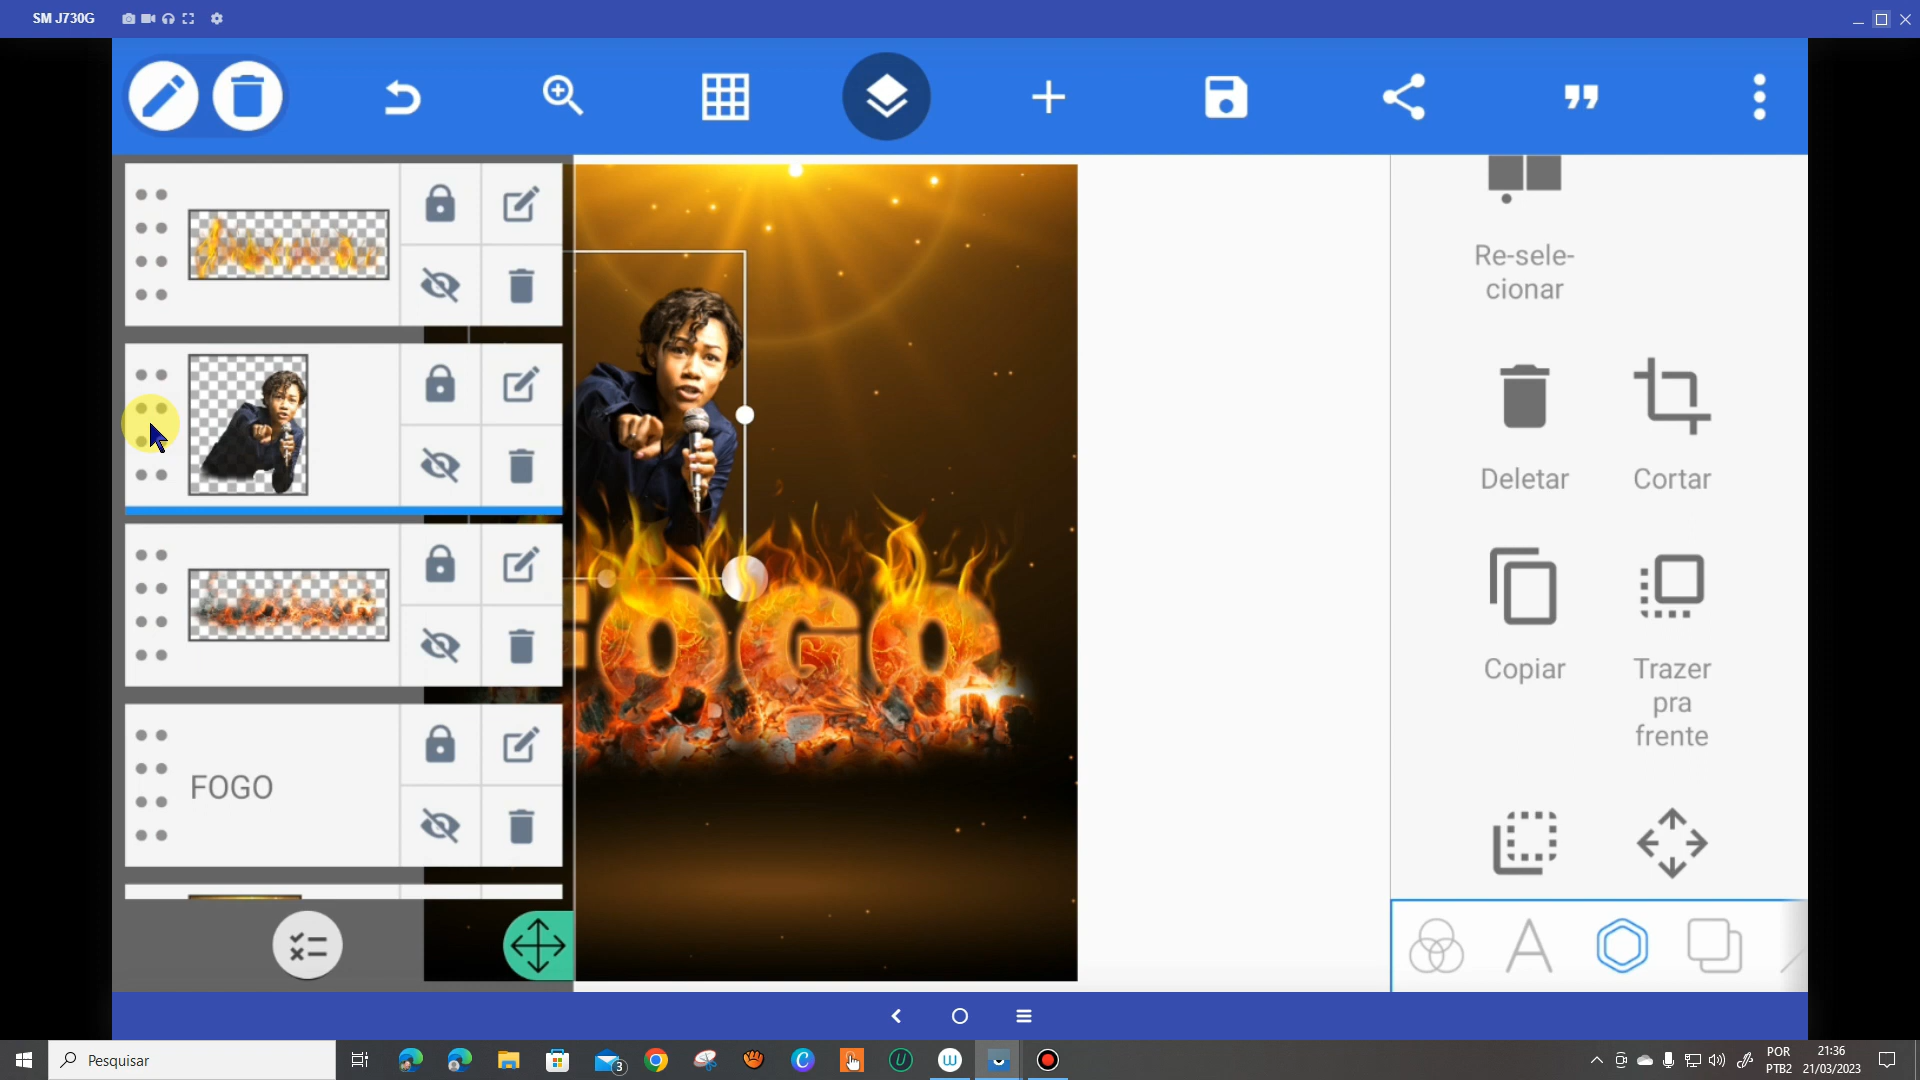 SM J730G
Re-sele-
cionar
Deletar
Cortar
Copiar
Trazer
pra
frente
FOGO
FOGO
Pesquisar
3
POR
PTB2
21:36
21/03/2023